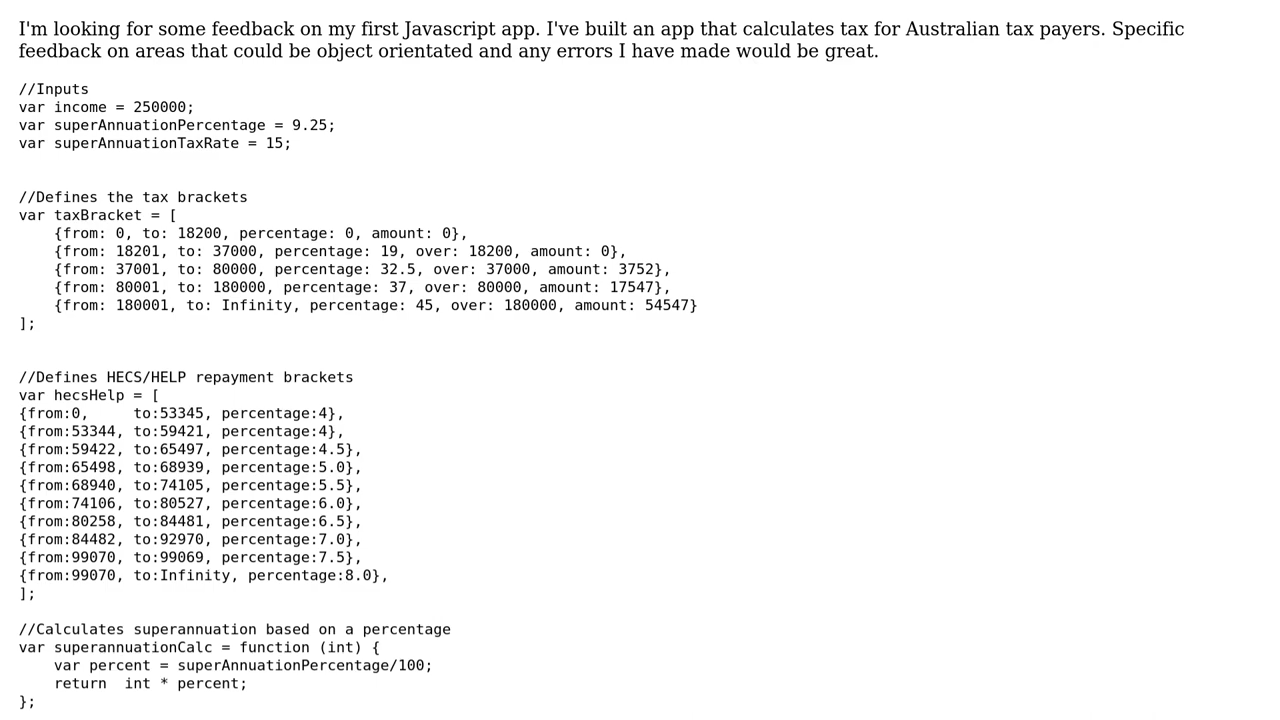 I'm looking for some feedback on my first Javascript app. I've built an app that calculates tax for Australian tax payers. Specific
feedback on areas that could be object orientated and any errors I have made would be great.
//Inputs
var income = 250000;
var superAnnuationPercentage = 9.25;
var superAnnuationTaxRate = 15;
//Defines the tax brackets
var taxBracket = [
    {from: 0, to: 18200, percentage: 0, amount: 0},
    {from: 18201, to: 37000, percentage: 19, over: 18200, amount: 0},
    {from: 37001, to: 80000, percentage: 32.5, over: 37000, amount: 3752},
    {from: 80001, to: 180000, percentage: 37, over: 80000, amount: 17547},
    {from: 180001, to: Infinity, percentage: 45, over: 180000, amount: 54547}
];
//Defines HECS/HELP repayment brackets
var hecsHelp = [
{from:0,     to:53345, percentage:4},
{from:53344, to:59421, percentage:4},
{from:59422, to:65497, percentage:4.5},
{from:65498, to:68939, percentage:5.0},
{from:68940, to:74105, percentage:5.5},
{from:74106, to:80527, percentage:6.0},
{from:80258, to:84481, percentage:6.5},
{from:84482, to:92970, percentage:7.0},
{from:99070, to:99069, percentage:7.5},
{from:99070, to:Infinity, percentage:8.0},
];
//Calculates superannuation based on a percentage
var superannuationCalc = function (int) {
    var percent = superAnnuationPercentage/100;
    return  int * percent;
};